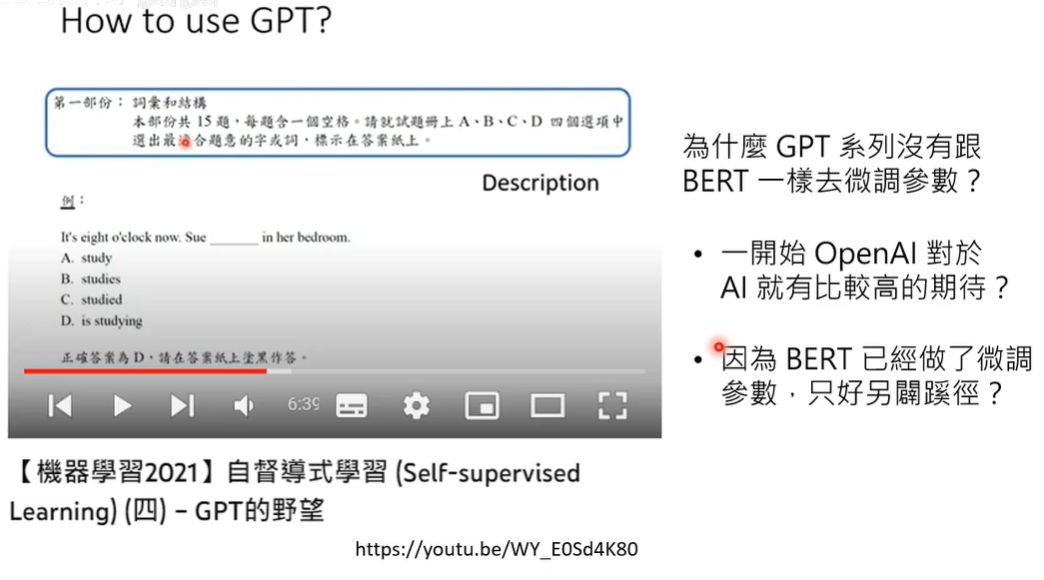 How to use GPT?
第一部份：詞彙和結構
本部份共 15 題，每題含一個空格。請就試題冊上 A、B、C、D 四個選項中
選出最適合題意的字或詞，標示在答案紙上。
Description
例：
It's eight o'clock now. Sue ______ in her bedroom.
A. study
B. studies
C. studied
D. is studying
正確答案為 D，請在答案紙上塗黑作答。
6:39
【機器學習2021】自督導式學習 (Self-supervised
Learning) (四) – GPT的野望
為什麼 GPT 系列沒有跟
BERT 一樣去微調參數？
• 一開始 OpenAI 對於
AI 就有比較高的期待？
• 因為 BERT 已經做了微調
參數，只好另闢蹊徑？
https://youtu.be/WY_E0Sd4K80